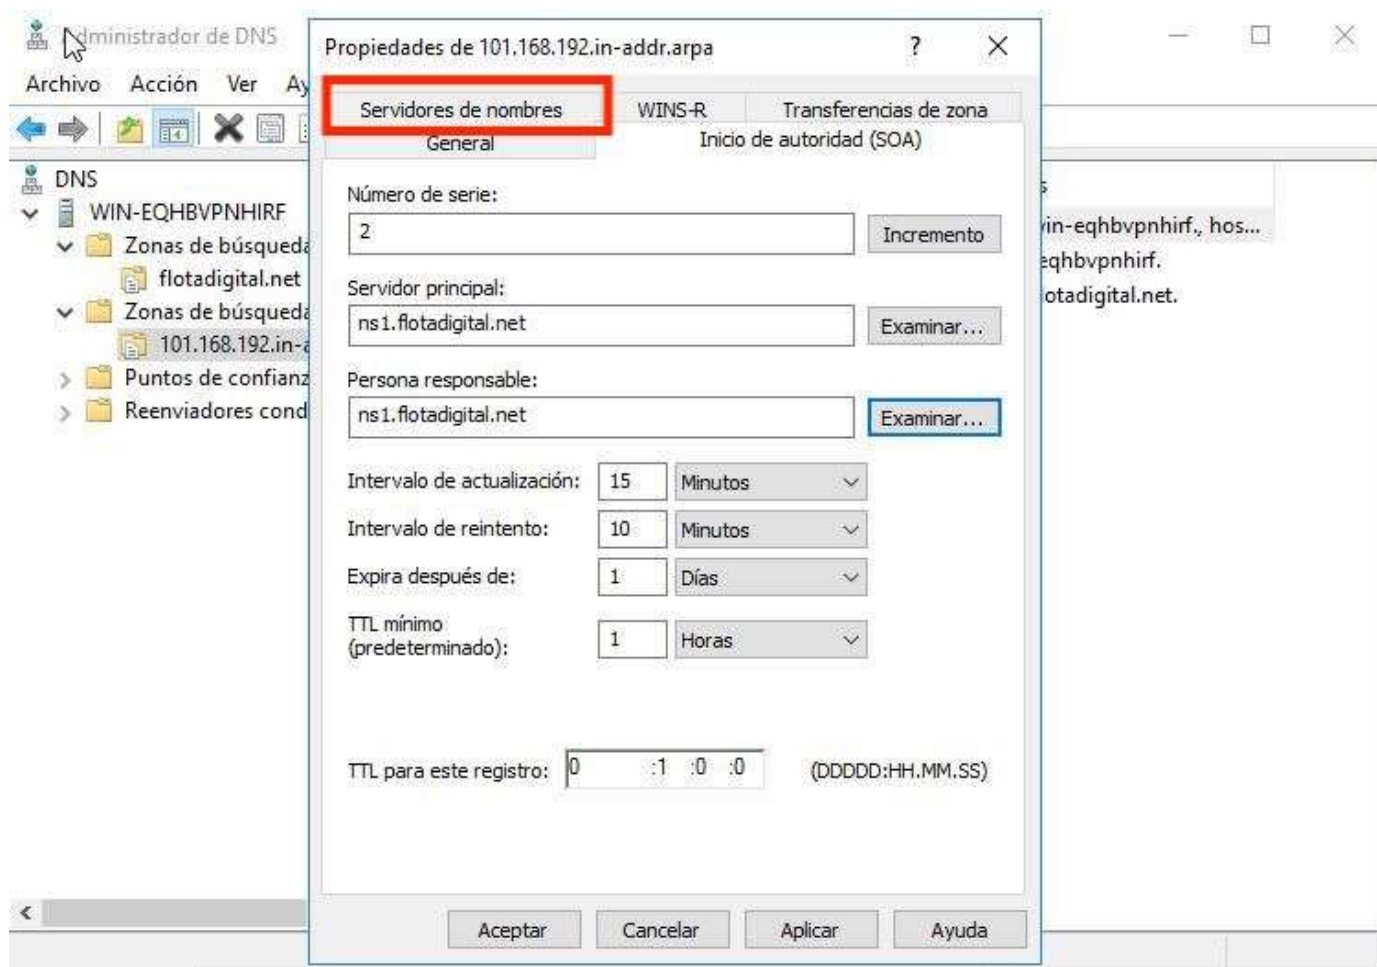 Administrador de DNS
Archivo Acción Ver Ay
DNS
WIN-EQHBVPNHIRF
Zonas de búsqueda
flotadigital.net
Zonas de búsqueda
101.168.192.in-a
Puntos de confianz
Reenviadores cond
Propiedades de 101.168.192.in-addr.arpa
Servidores de nombres WINS-R Transferencias de zona
General Inicio de autoridad (SOA)
Número de serie:
2 Incremento
Servidor principal:
ns1.flotadigital.net Examinar...
Persona responsable:
ns1.flotadigital.net Examinar...
Intervalo de actualización: 15 Minutos
Intervalo de reintento: 10 Minutos
Expira después de: 1 Días
TTL mínimo
(predeterminado): 1 Horas
TTL para este registro: 0 :1 :0 :0 (DDDDD:HH.MM.SS)
Aceptar Cancelar Aplicar Ayuda
in-eqhbvpnhirf., hos...
eqhbvpnhirf.
otadigital.net.